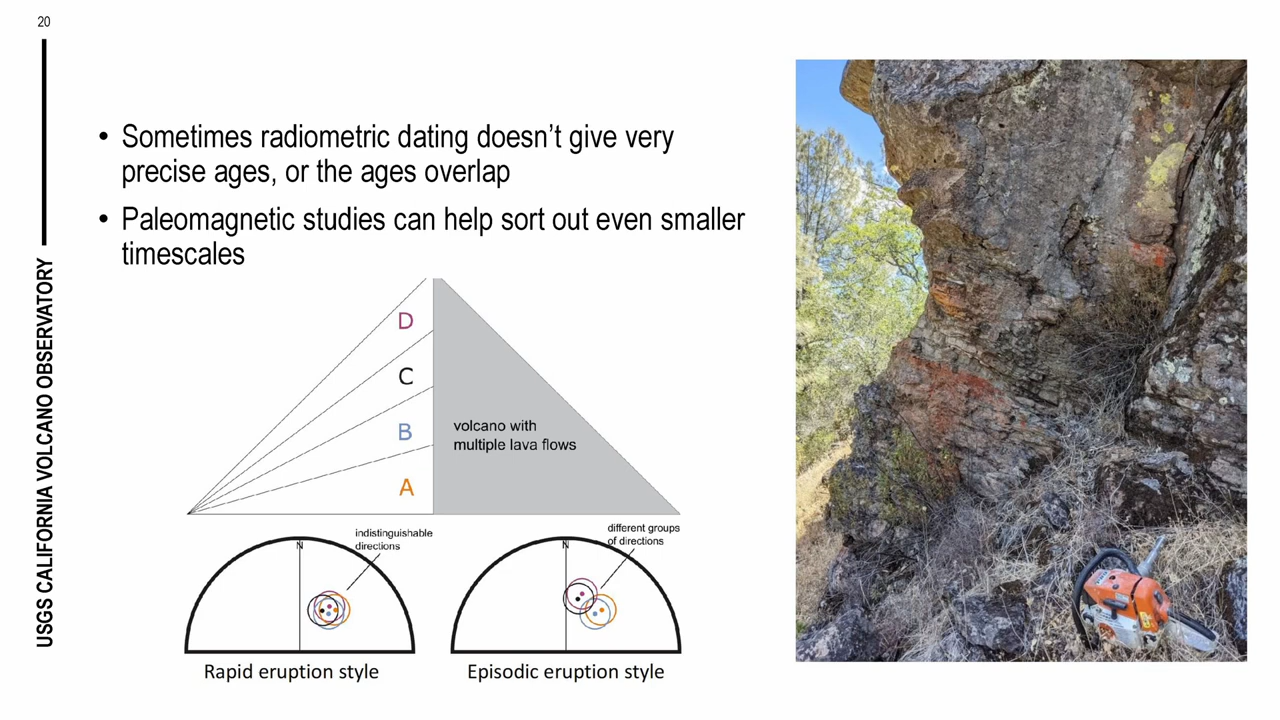 20
USGS CALIFORNIA VOLCANO OBSERVATORY
• Sometimes radiometric dating doesn’t give very
precise ages, or the ages overlap
• Paleomagnetic studies can help sort out even smaller
timescales
D
C
B
A
volcano with
multiple lava flows
indistinguishable
directions
N
Rapid eruption style
different groups
of directions
N
Episodic eruption style